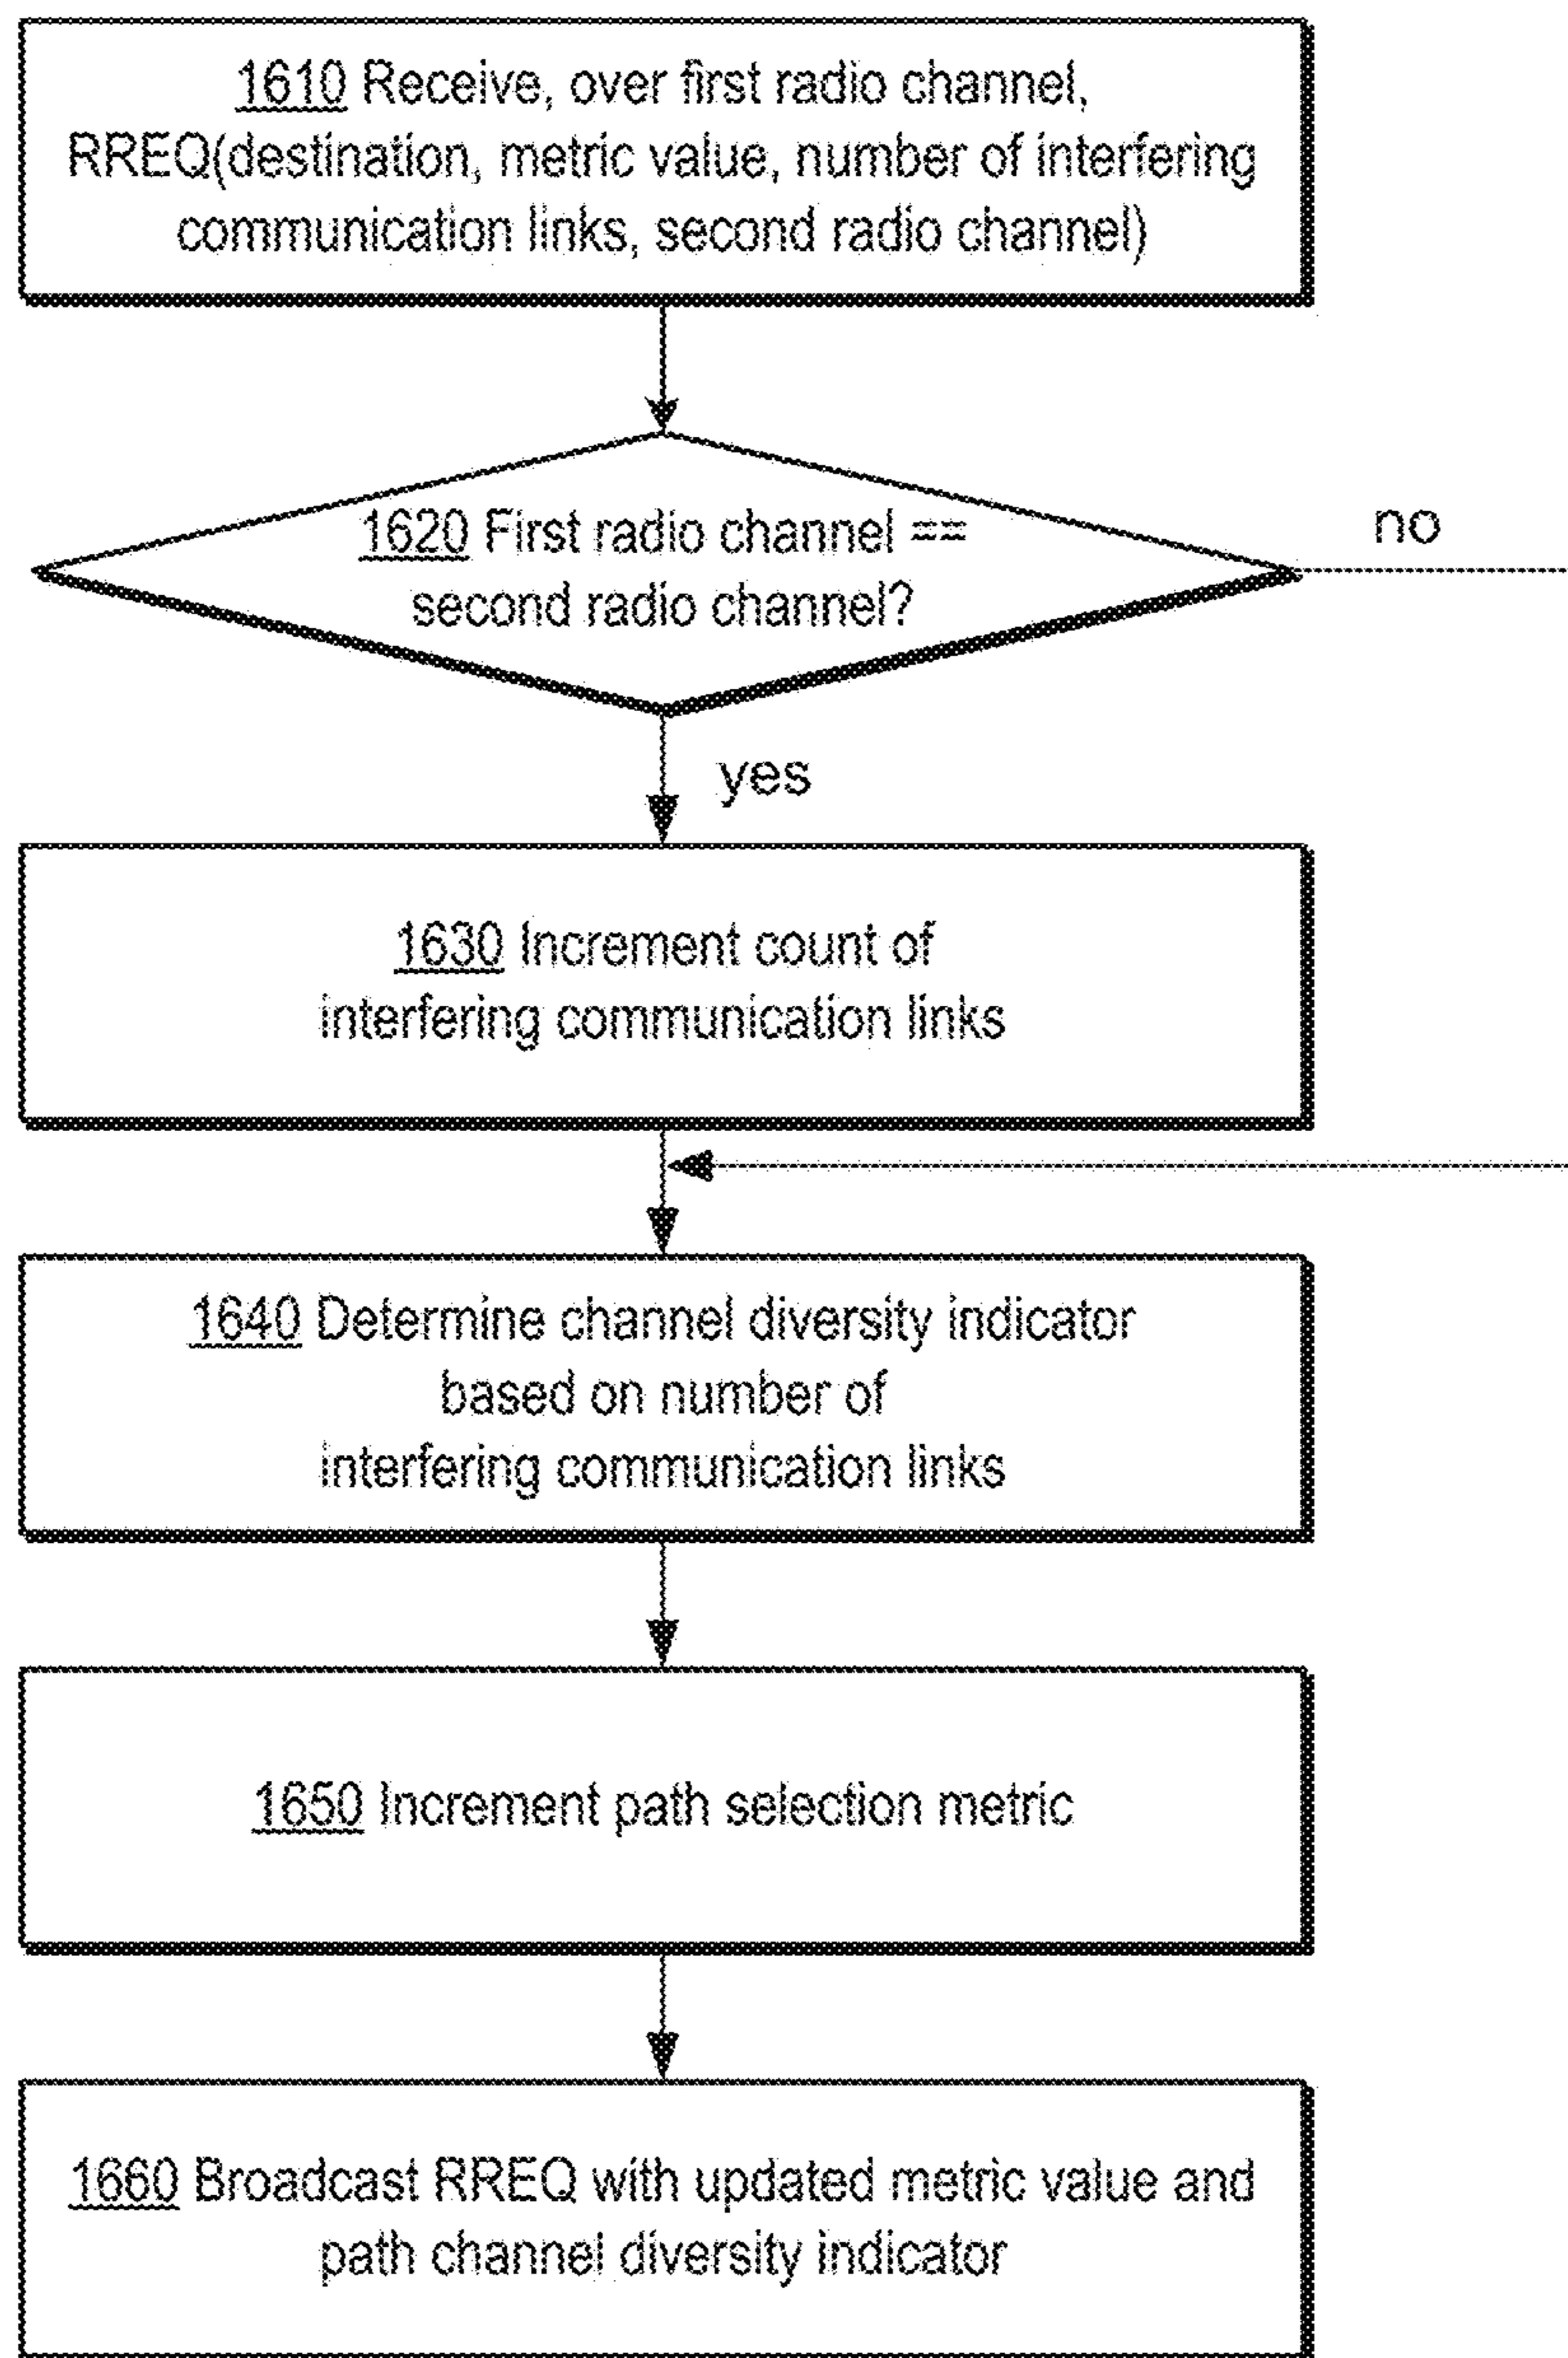 1610 Receive, over first radio channel,
RREQ(destination, metric value, number of interfering
communication links, second radio channel)
1620 First radio channel ==
second radio channel?
no
yes
1630 Increment count of
interfering communication links
1640 Determine channel diversity indicator
based on number of
interfering communication links
1650 Increment path selection metric
1660 Broadcast RREQ with updated metric value and
path channel diversity indicator